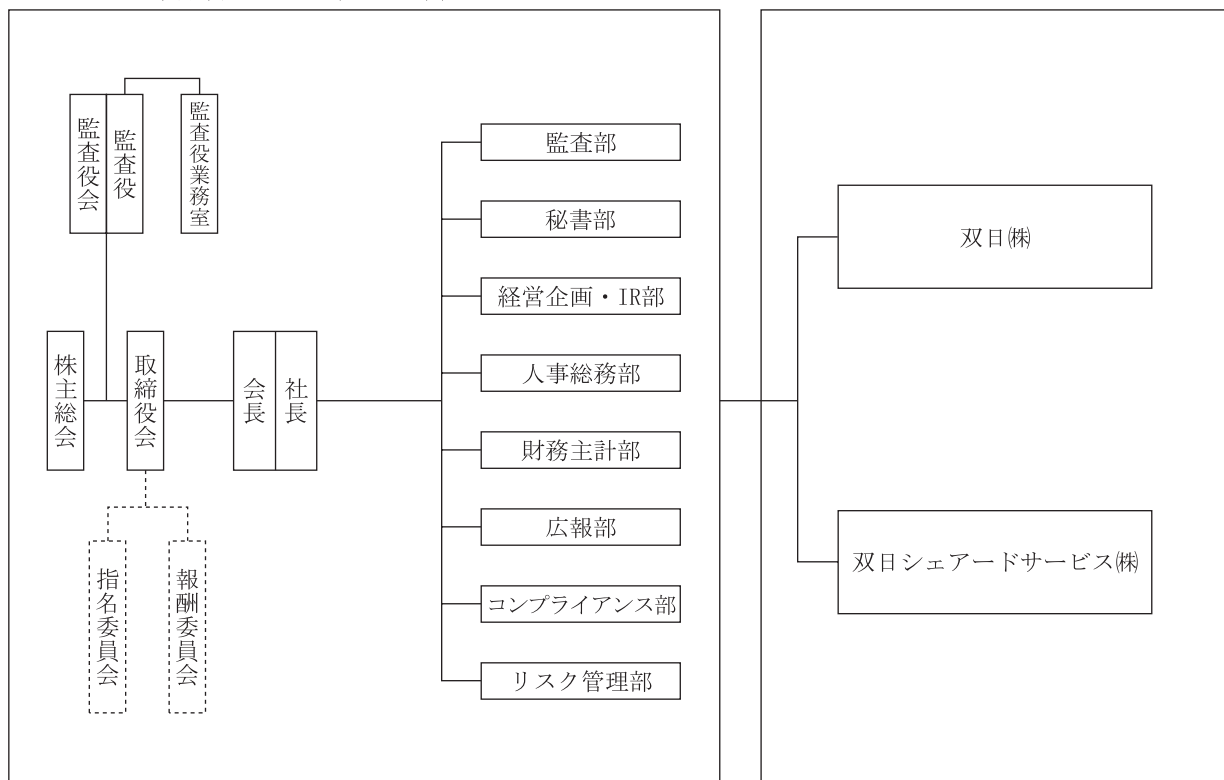 監査役会
監査役
監査役業務室
株主総会
取締役会
会長
社長
指名委員会
報酬委員会
監査部
秘書部
経営企画・IR部
人事総務部
財務主計部
広報部
コンプライアンス部
リスク管理部
双日㈱
双日シェアードサービス㈱